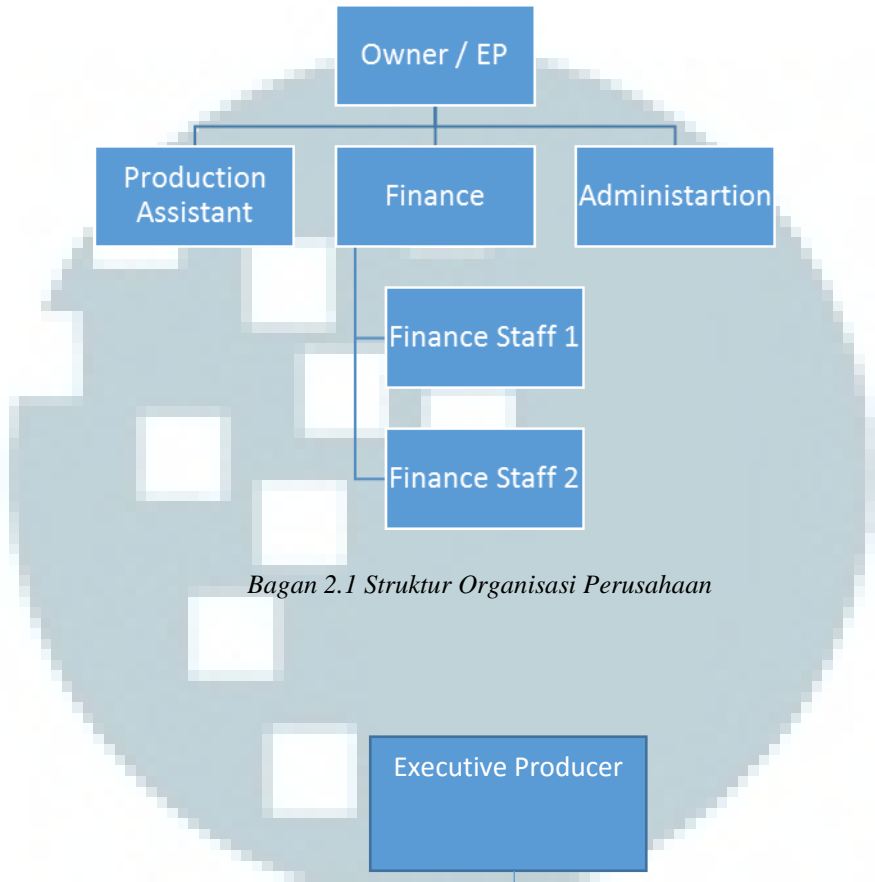 Owner / EP
Production
Assistant
Finance
Administartion
Finance Staff 1
Finance Staff 2
Bagan 2.1 Struktur Organisasi Perusahaan
Executive Producer